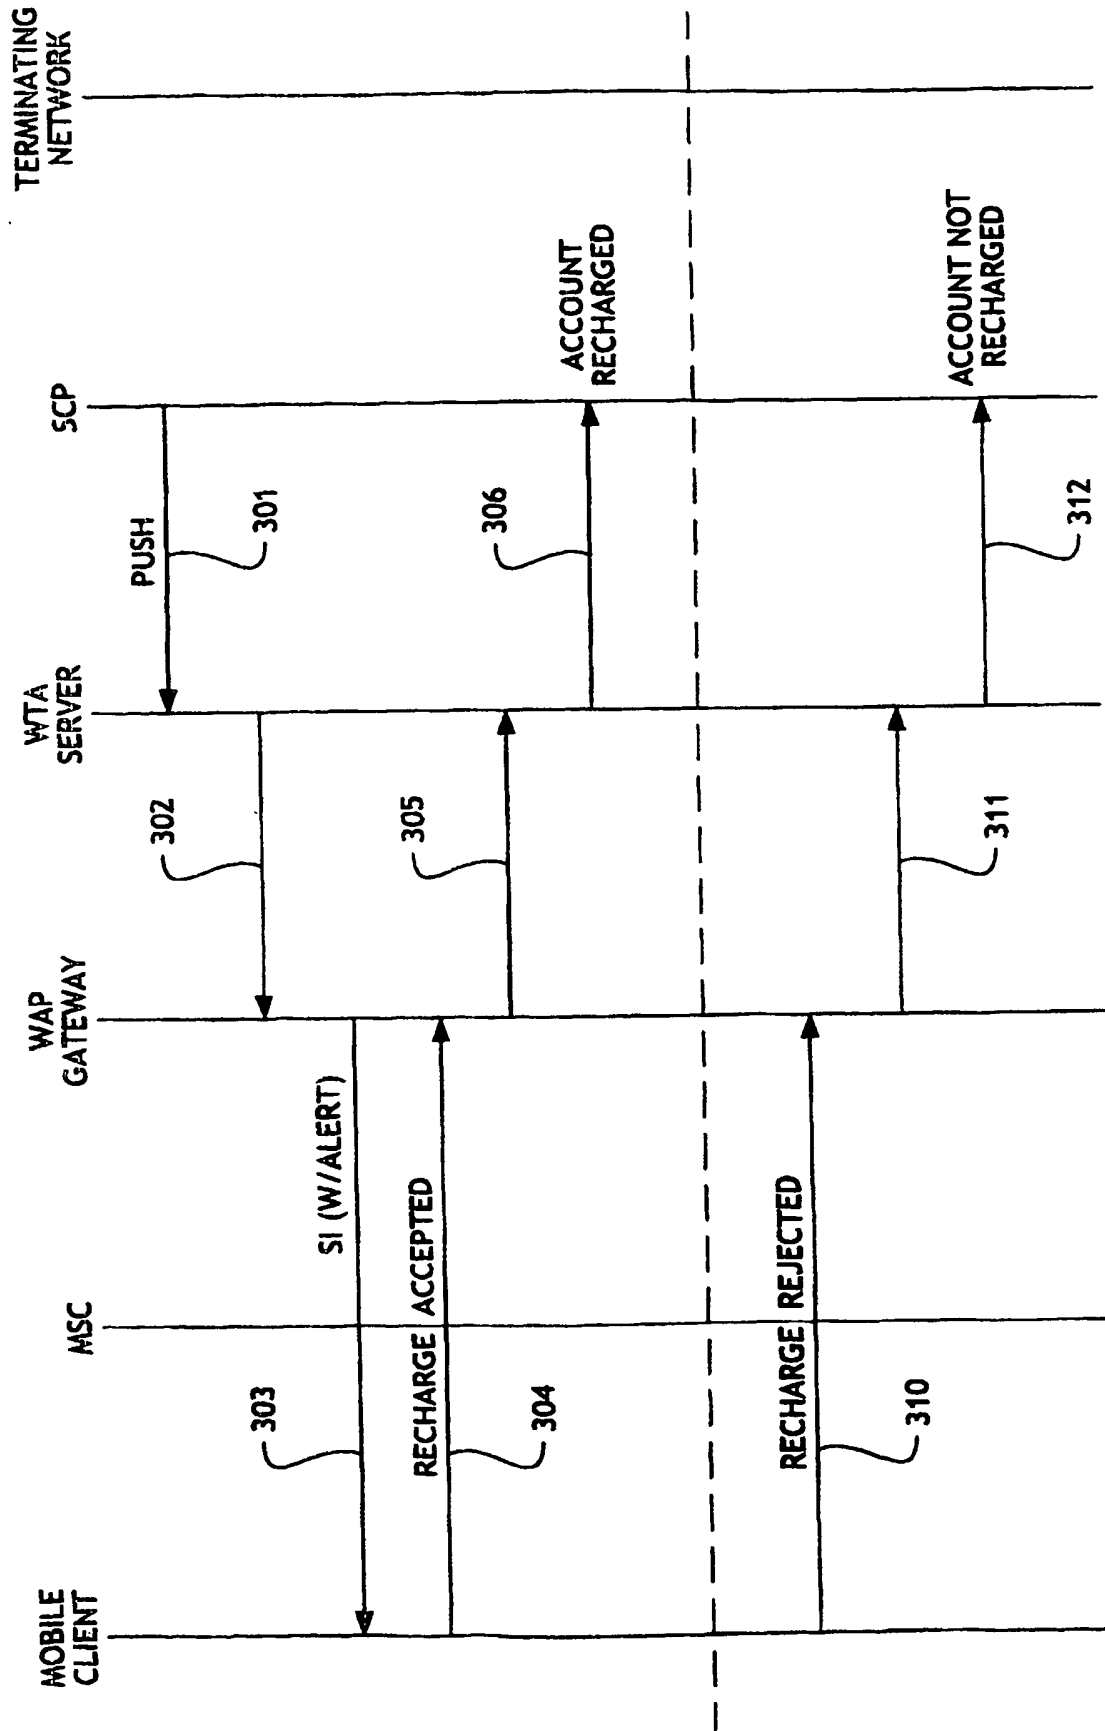 MOBILE
CLIENT
MSC
WAP
GATEWAY
WTA
SERVER
SCP
TERMINATING
NETWORK
PUSH
301
302
SI (W/ALERT)
303
RECHARGE ACCEPTED
304
305
306
ACCOUNT
RECHARGED
RECHARGE REJECTED
310
311
312
ACCOUNT NOT
RECHARGED